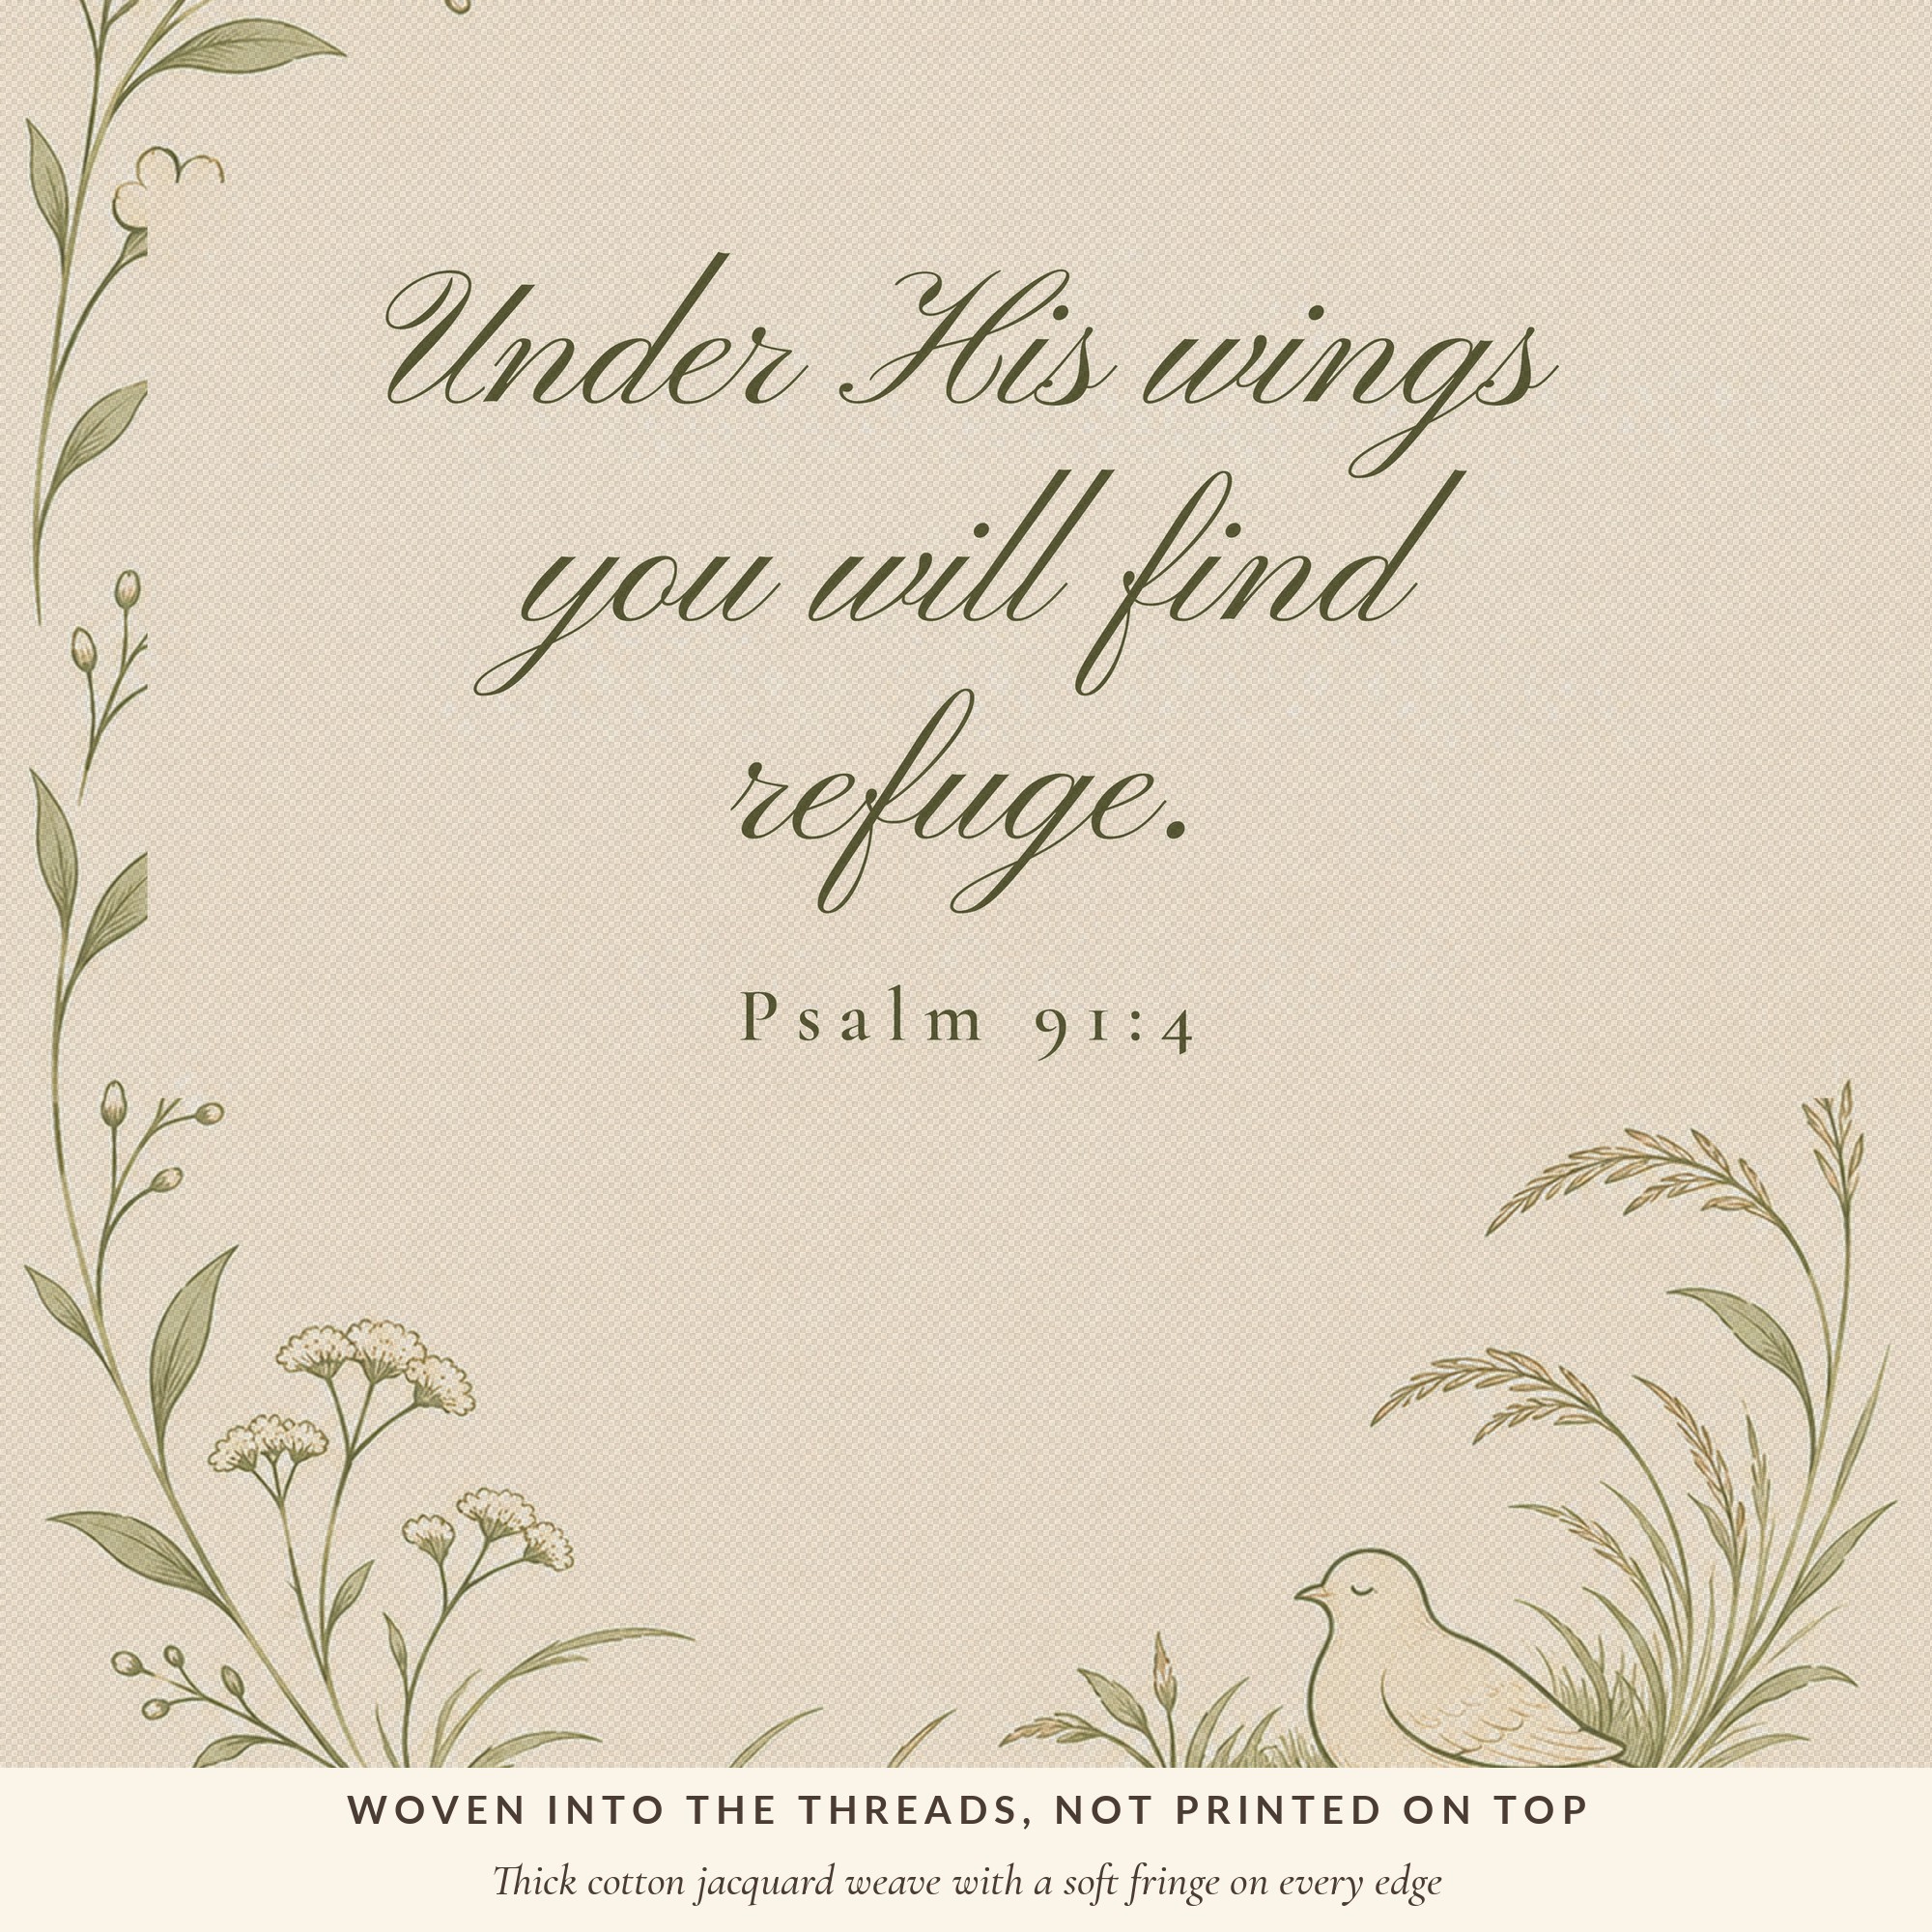 Under His wings
you will find
refuge.
Psalm 91:4
WOVEN INTO THE THREADS, NOT PRINTED ON TOP
Thick cotton jacquard weave with a soft fringe on every edge